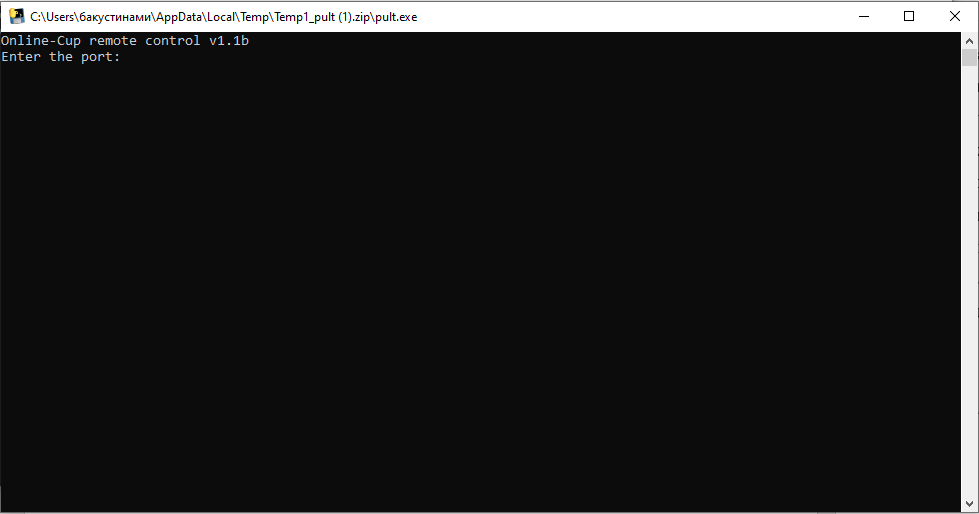 C:\Users\бакустинами\AppData\Local\Temp\Temp1_pult (1).zip\pult.exe
Online-Cup remote control v1.1b
Enter the port: